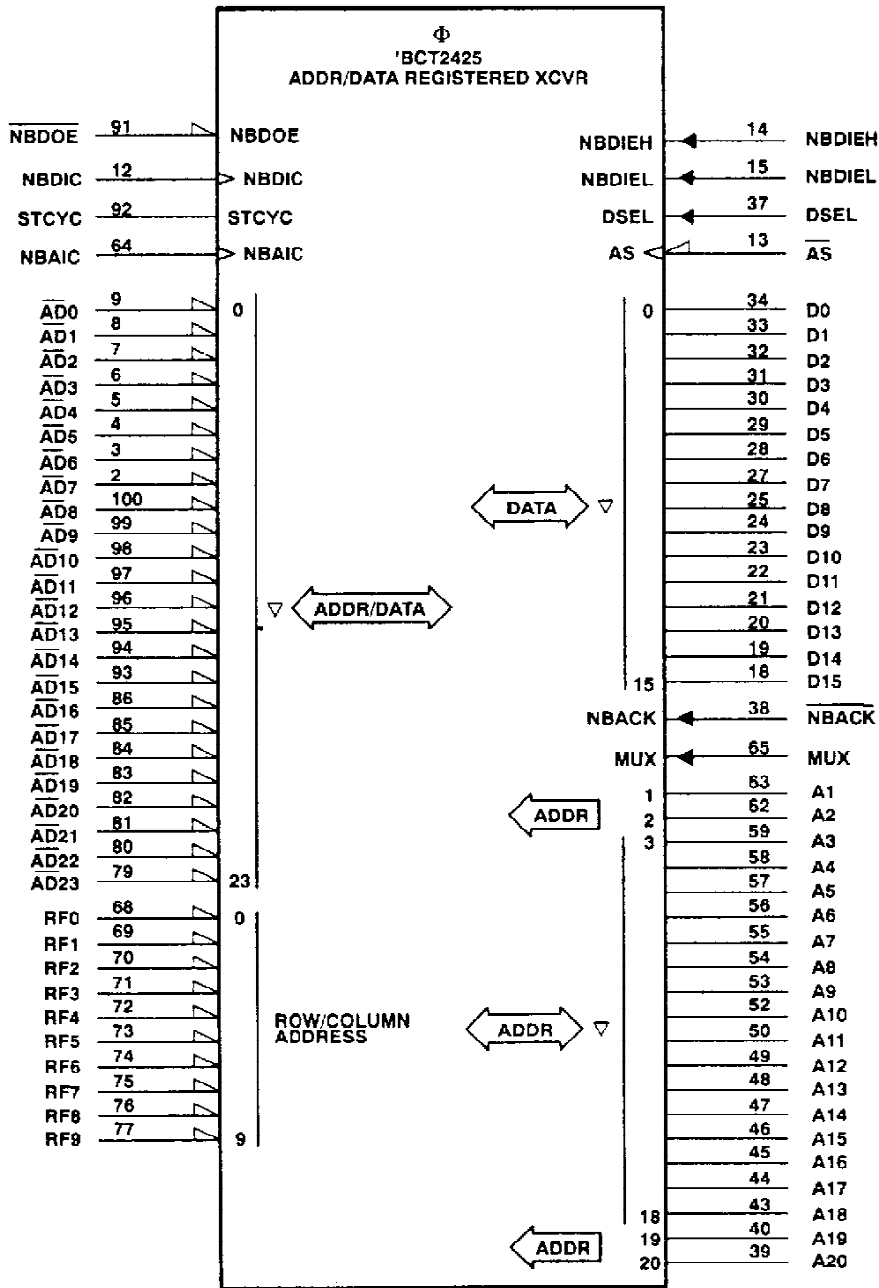 Φ
'BCT2425
ADDR/DATA REGISTERED XCVR
NBDOE 91 NBDOE
NBDIC 12 NBDIC
STCYC 92 STCYC
NBAIC 64 NBAIC
NBDIEH 14 NBDIEH
NBDIEL 15 NBDIEL
DSEL 37 DSEL
AS 13 AS
AD0 9 0
AD1 8
AD2 7
AD3 6
AD4 5
AD5 4
AD6 3
AD7 2
AD8 100
AD9 99
AD10 98
AD11 97
AD12 96
AD13 95
AD14 94
AD15 93
AD16 86
AD17 85
AD18 84
AD19 83
AD20 82
AD21 81
AD22 80
AD23 79 23
ADDR/DATA
RF0 68 0
RF1 69
RF2 70
RF3 71
RF4 72
RF5 73
RF6 74
RF7 75
RF8 76
RF9 77 9
ROW/COLUMN
ADDRESS
0 34 D0
33 D1
32 D2
31 D3
30 D4
29 D5
28 D6
27 D7
25 D8
24 D9
23 D10
22 D11
21 D12
20 D13
19 D14
15 18 D15
DATA
NBACK 38 NBACK
MUX 65 MUX
1 63 A1
2 62 A2
3 59 A3
58 A4
57 A5
56 A6
55 A7
54 A8
53 A9
52 A10
50 A11
49 A12
48 A13
47 A14
46 A15
45 A16
44 A17
18 43 A18
19 40 A19
20 39 A20
ADDR
ADDR
ADDR